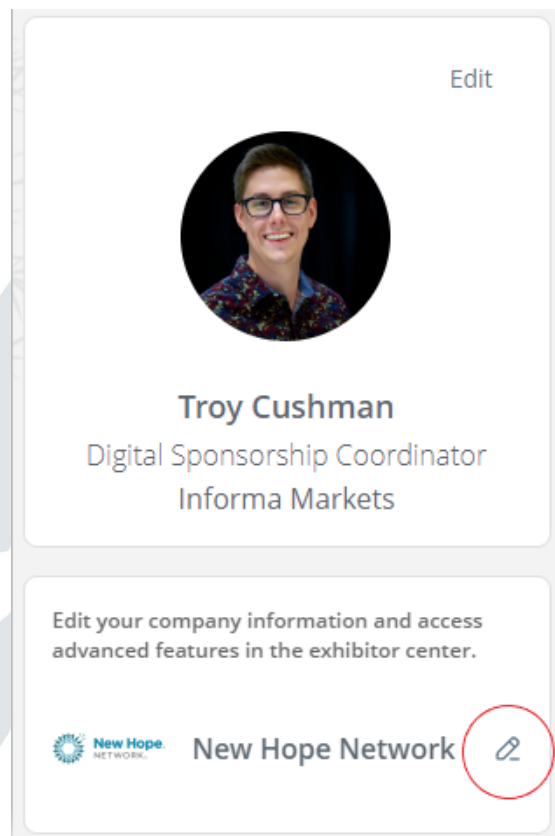 Edit
Troy Cushman
Digital Sponsorship Coordinator
Informa Markets
Edit your company information and access
advanced features in the exhibitor center.
New Hope.
NETWORK.
New Hope Network